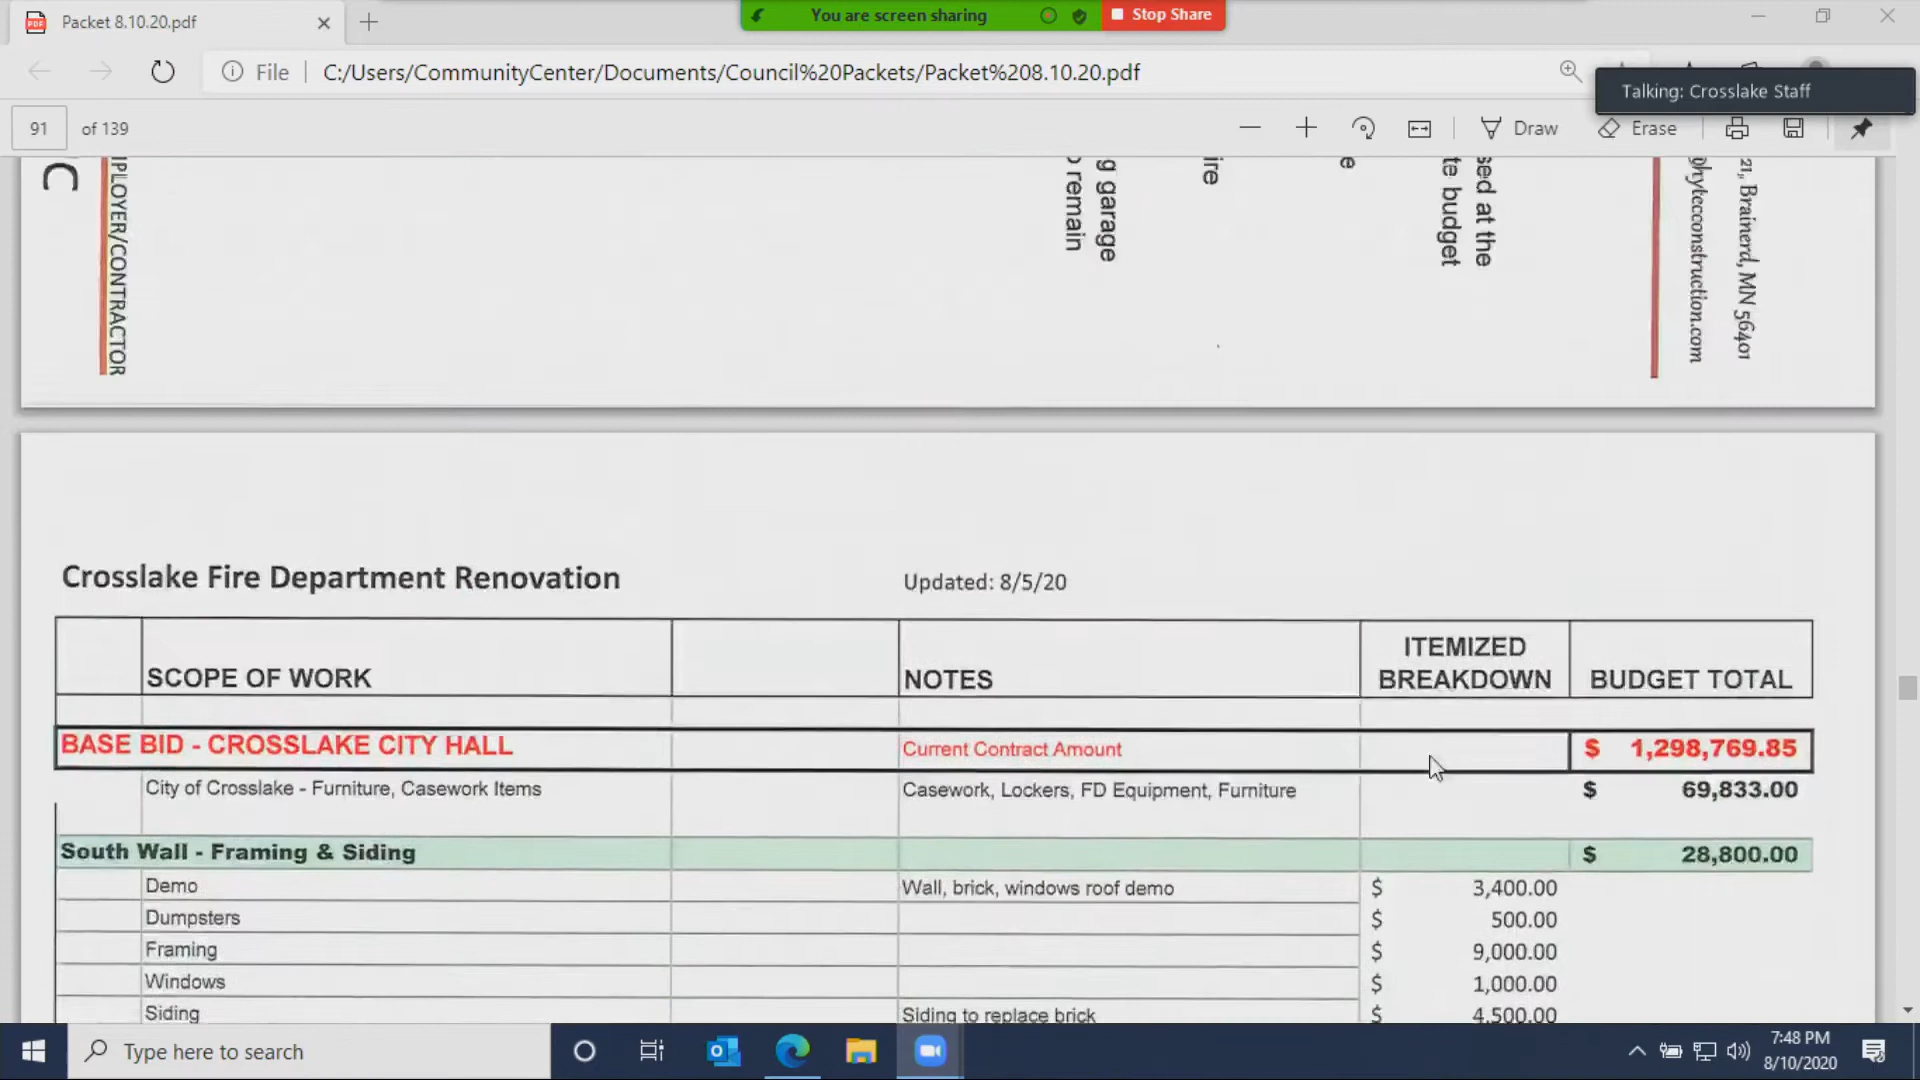 Packet 8.10.20.pdf
You are screen sharing
Stop Share
File
C:/Users/CommunityCenter/Documents/Council%20Packets/Packet%208.10.20.pdf
Talking: Crosslake Staff
91 of 139
Draw
Erase
PLOYER/CONTRACTOR
remain
g garage
ire
e
te budget
sed at the
hytecconstruction.com
21, Brainerd, MN 56401
Crosslake Fire Department Renovation
Updated: 8/5/20
SCOPE OF WORK NOTES ITEMIZED BREAKDOWN BUDGET TOTAL
BASE BID - CROSSLAKE CITY HALL Current Contract Amount $ 1,298,769.85
City of Crosslake - Furniture, Casework Items Casework, Lockers, FD Equipment, Furniture $ 69,833.00
South Wall - Framing & Siding $ 28,800.00
Demo Wall, brick, windows roof demo $ 3,400.00
Dumpsters $ 500.00
Framing $ 9,000.00
Windows $ 1,000.00
Siding Siding to replace brick $ 4,500.00
Type here to search
7:48 PM
8/10/2020